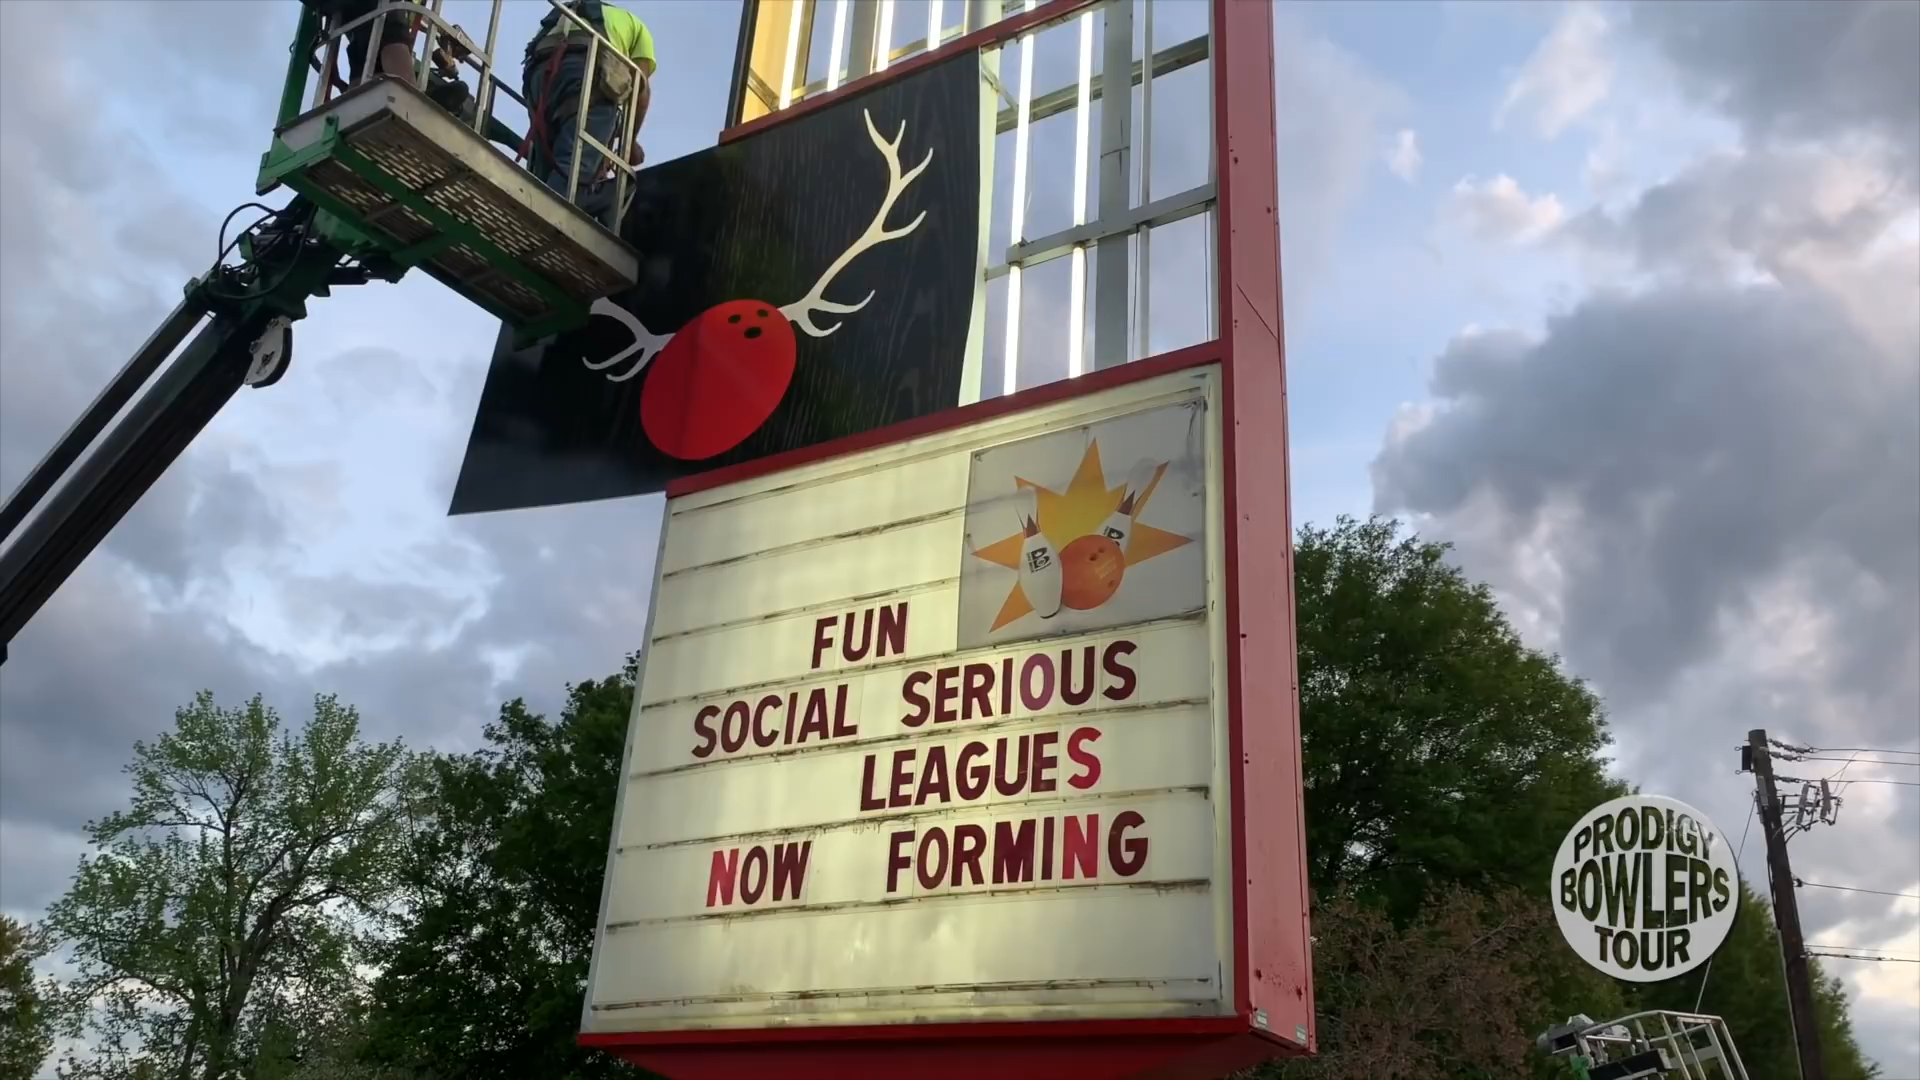 FUN
SOCIAL SERIOUS
LEAGUES
NOW FORMING
PRODIGY
BOWLERS
TOUR